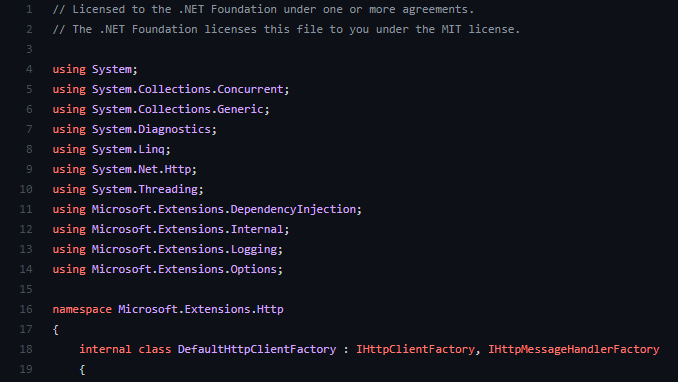 1 // Licensed to the .NET Foundation under one or more agreements.
2 // The .NET Foundation licenses this file to you under the MIT license.
3
4 using System;
5 using System.Collections.Concurrent;
6 using System.Collections.Generic;
7 using System.Diagnostics;
8 using System.Linq;
9 using System.Net.Http;
10 using System.Threading;
11 using Microsoft.Extensions.DependencyInjection;
12 using Microsoft.Extensions.Internal;
13 using Microsoft.Extensions.Logging;
14 using Microsoft.Extensions.Options;
15
16 namespace Microsoft.Extensions.Http
17 {
18     internal class DefaultHttpClientFactory : IHttpClientFactory, IHttpMessageHandlerFactory
19     {